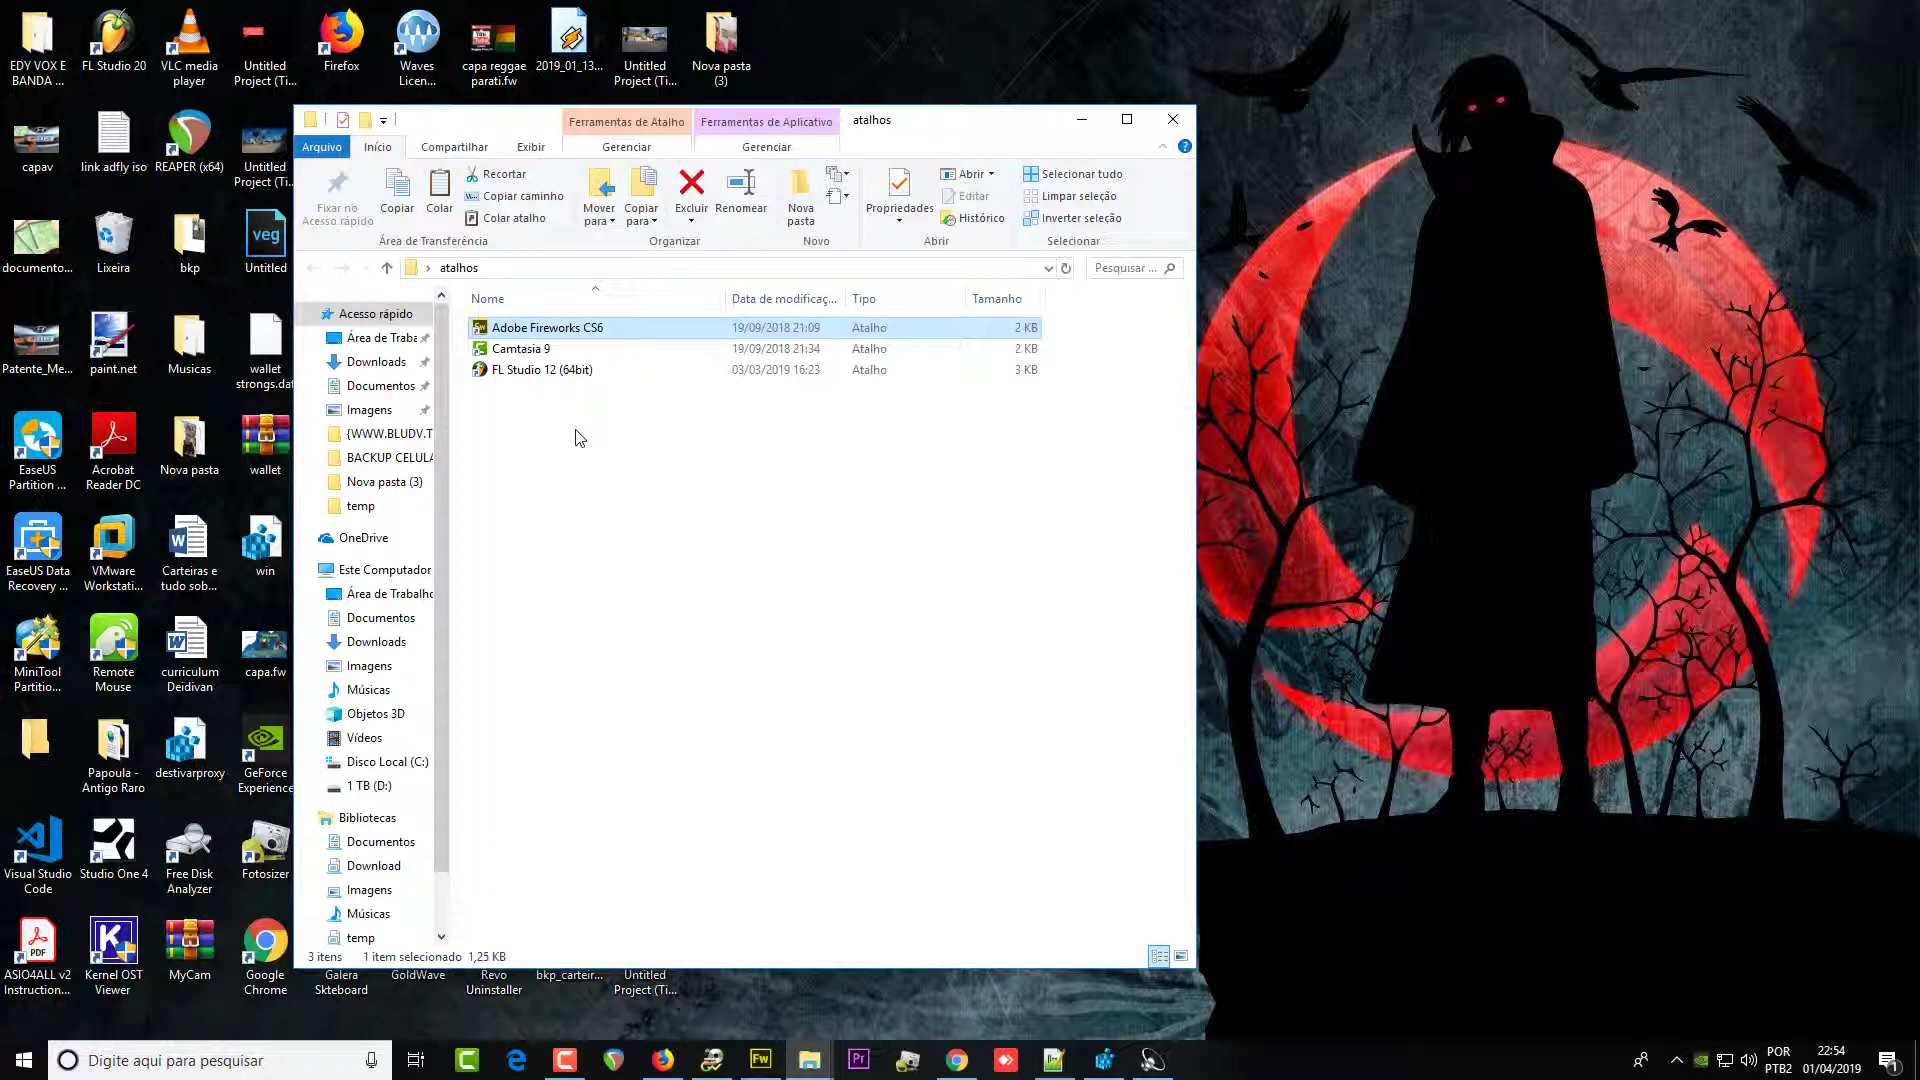 EDY VOX E
BANDA ...
FL Studio 20
VLC media
player
Untitled
Project (Ti...
Firefox
Waves
Licen...
capa reggae
parati.fw
2019_01_13...
Untitled
Project (Ti...
Nova pasta
(3)
capav
link adfly iso
REAPER (x64)
Untitled
Project (Ti...
documento...
Lixeira
bkp
veg
Untitled
Patente_Me...
paint.net
Musicas
wallet
strongs.dat
EaseUS
Partition ...
Acrobat
Reader DC
Nova pasta
wallet
EaseUS Data
Recovery ...
VMware
Workstati...
Carteiras e
tudo sob...
win
MiniTool
Partitio...
Remote
Mouse
curriculum
Deidivan
capa.fw
Papoula -
Antigo Raro
destivarproxy
GeForce
Experience
Visual Studio
Code
Studio One 4
Free Disk
Analyzer
Fotosizer
PDF
ASIO4ALL v2
Instruction...
K
Kernel OST
Viewer
MyCam
Google
Chrome
Galera
Skteboard
GoldWave
Revo
Uninstaller
bkp_carteir...
Untitled
Project (Ti...
Ferramentas de Atalho
Ferramentas de Aplicativo
atalhos
Arquivo
Início
Compartilhar
Exibir
Gerenciar
Gerenciar
Fixar no
Acesso rápido
Copiar
Colar
Recortar
Copiar caminho
Colar atalho
Área de Transferência
Mover
para
Copiar
para
Excluir
Renomear
Organizar
Nova
pasta
Novo
Propriedades
Abrir
Editar
Histórico
Abrir
Selecionar tudo
Limpar seleção
Inverter seleção
Selecionar
atalhos
Pesquisar ...
Nome
Data de modificaç...
Tipo
Tamanho
Adobe Fireworks CS6 19/09/2018 21:09 Atalho 2 KB
Camtasia 9 19/09/2018 21:34 Atalho 2 KB
FL Studio 12 (64bit) 03/03/2019 16:23 Atalho 3 KB
Acesso rápido
Área de Traba
Downloads
Documentos
Imagens
{WWW.BLUDV.T
BACKUP CELULA
Nova pasta (3)
temp
OneDrive
Este Computador
Área de Trabalho
Documentos
Downloads
Imagens
Músicas
Objetos 3D
Vídeos
Disco Local (C:)
1 TB (D:)
Bibliotecas
Documentos
Download
Imagens
Músicas
temp
3 itens 1 item selecionado 1,25 KB
Digite aqui para pesquisar
Fw
Pr
POR
PTB2
22:54
01/04/2019
1